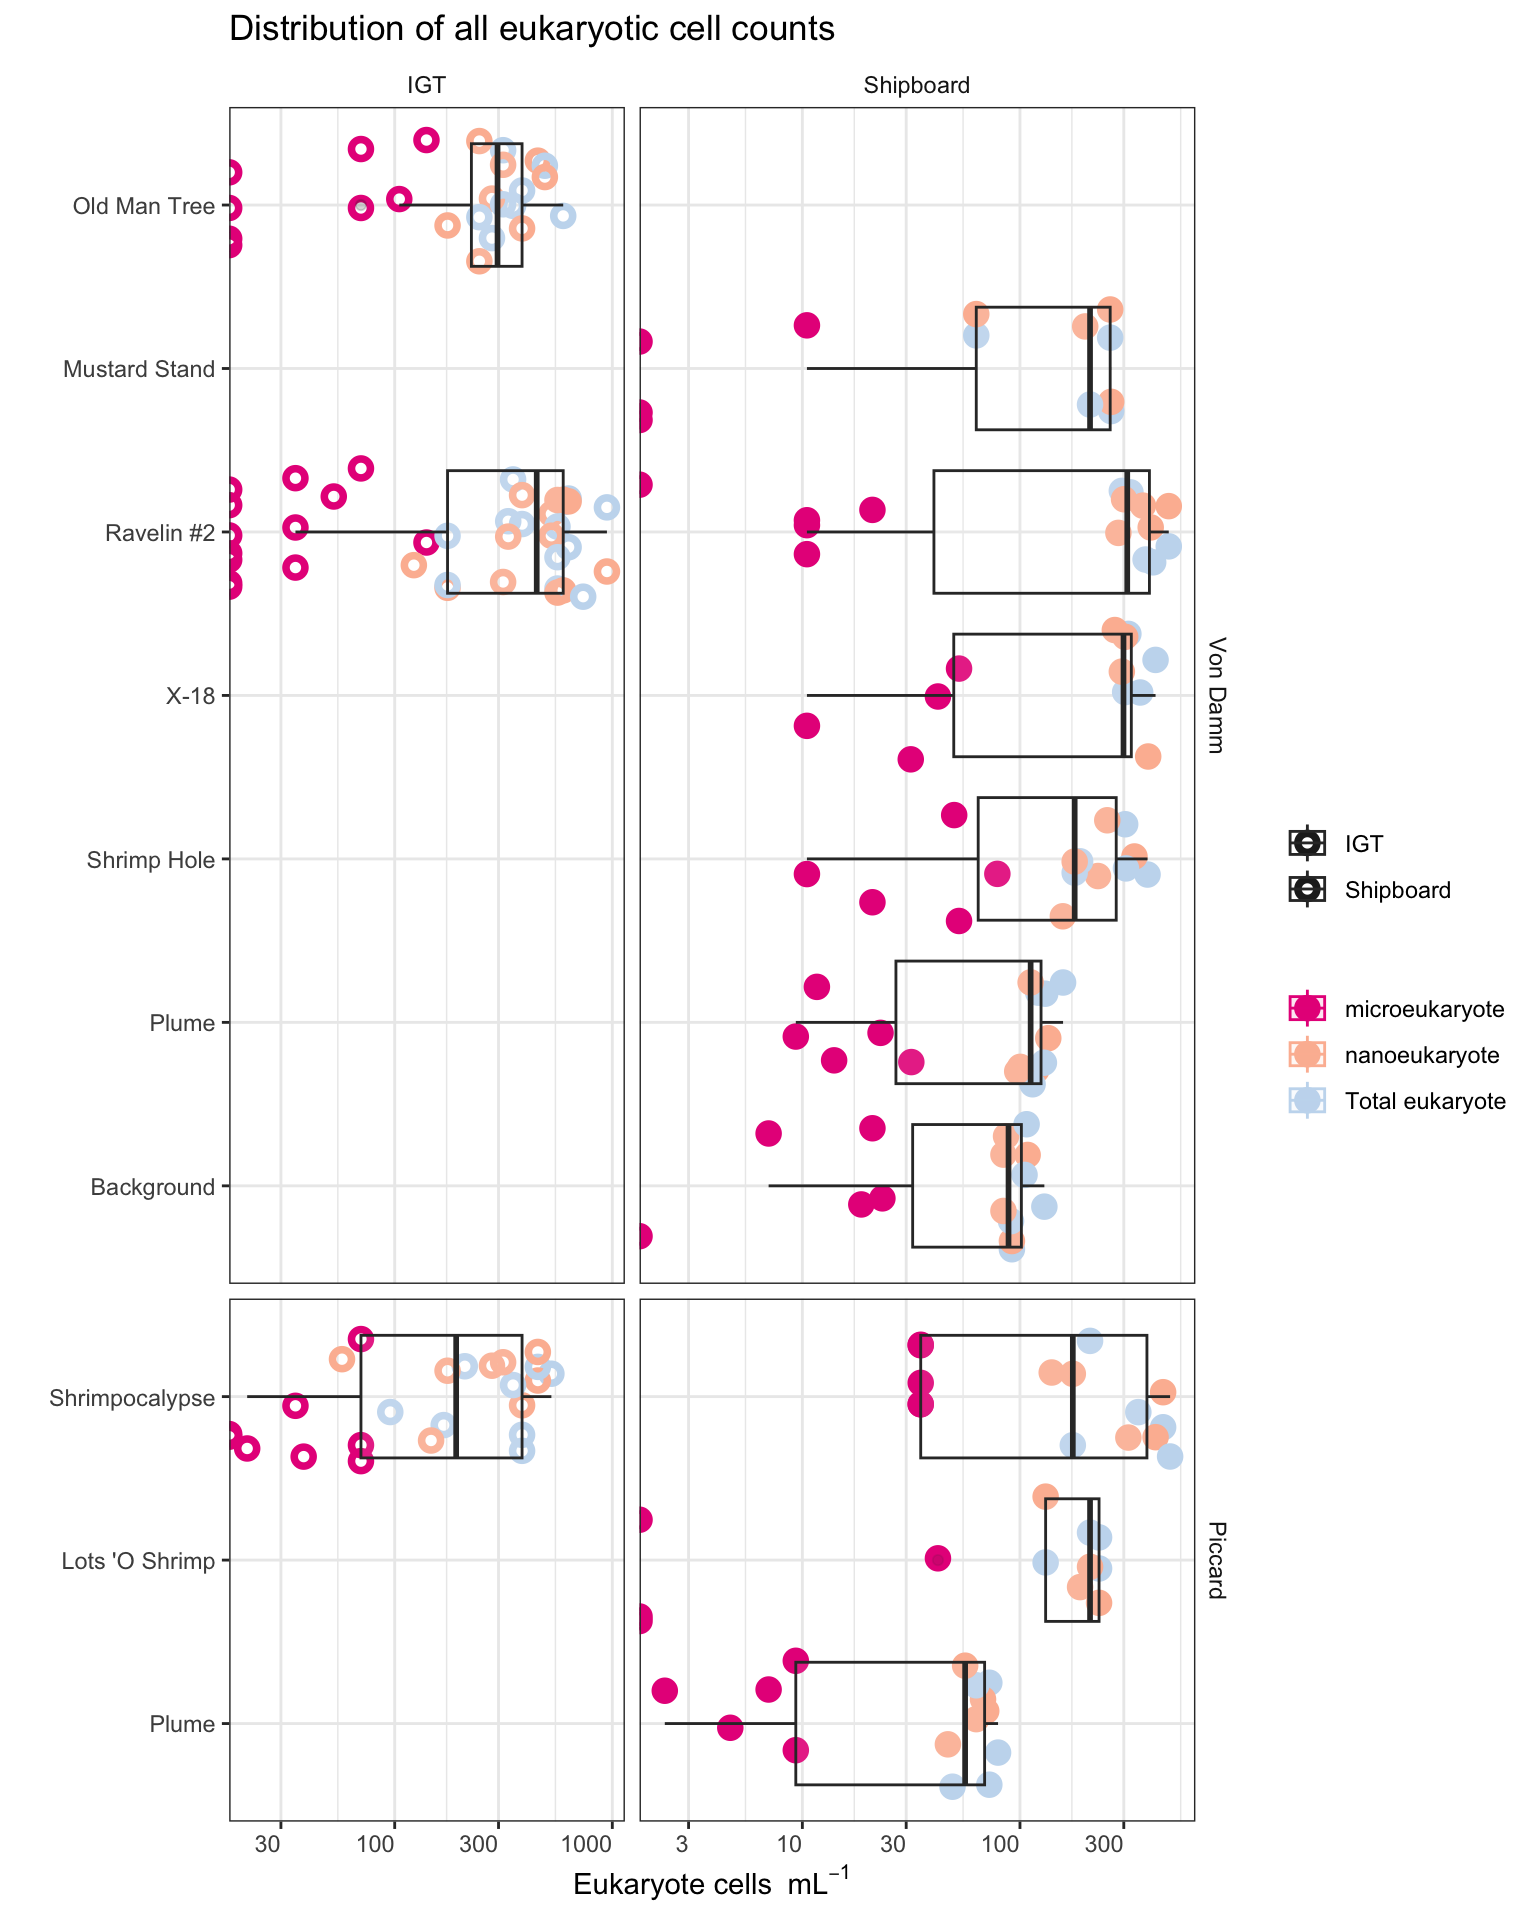 Distribution of all eukaryotic cell counts
IGT
Shipboard
Old Man Tree
Mustard Stand
Ravelin #2
X-18
Shrimp Hole
Plume
Background
Von Damm
Shrimpocalypse
Lots 'O Shrimp
Plume
Piccard
30 100 300 1000
3 10 30 100 300
Eukaryote cells mL⁻¹
IGT
Shipboard
microeukaryote
nanoeukaryote
Total eukaryote